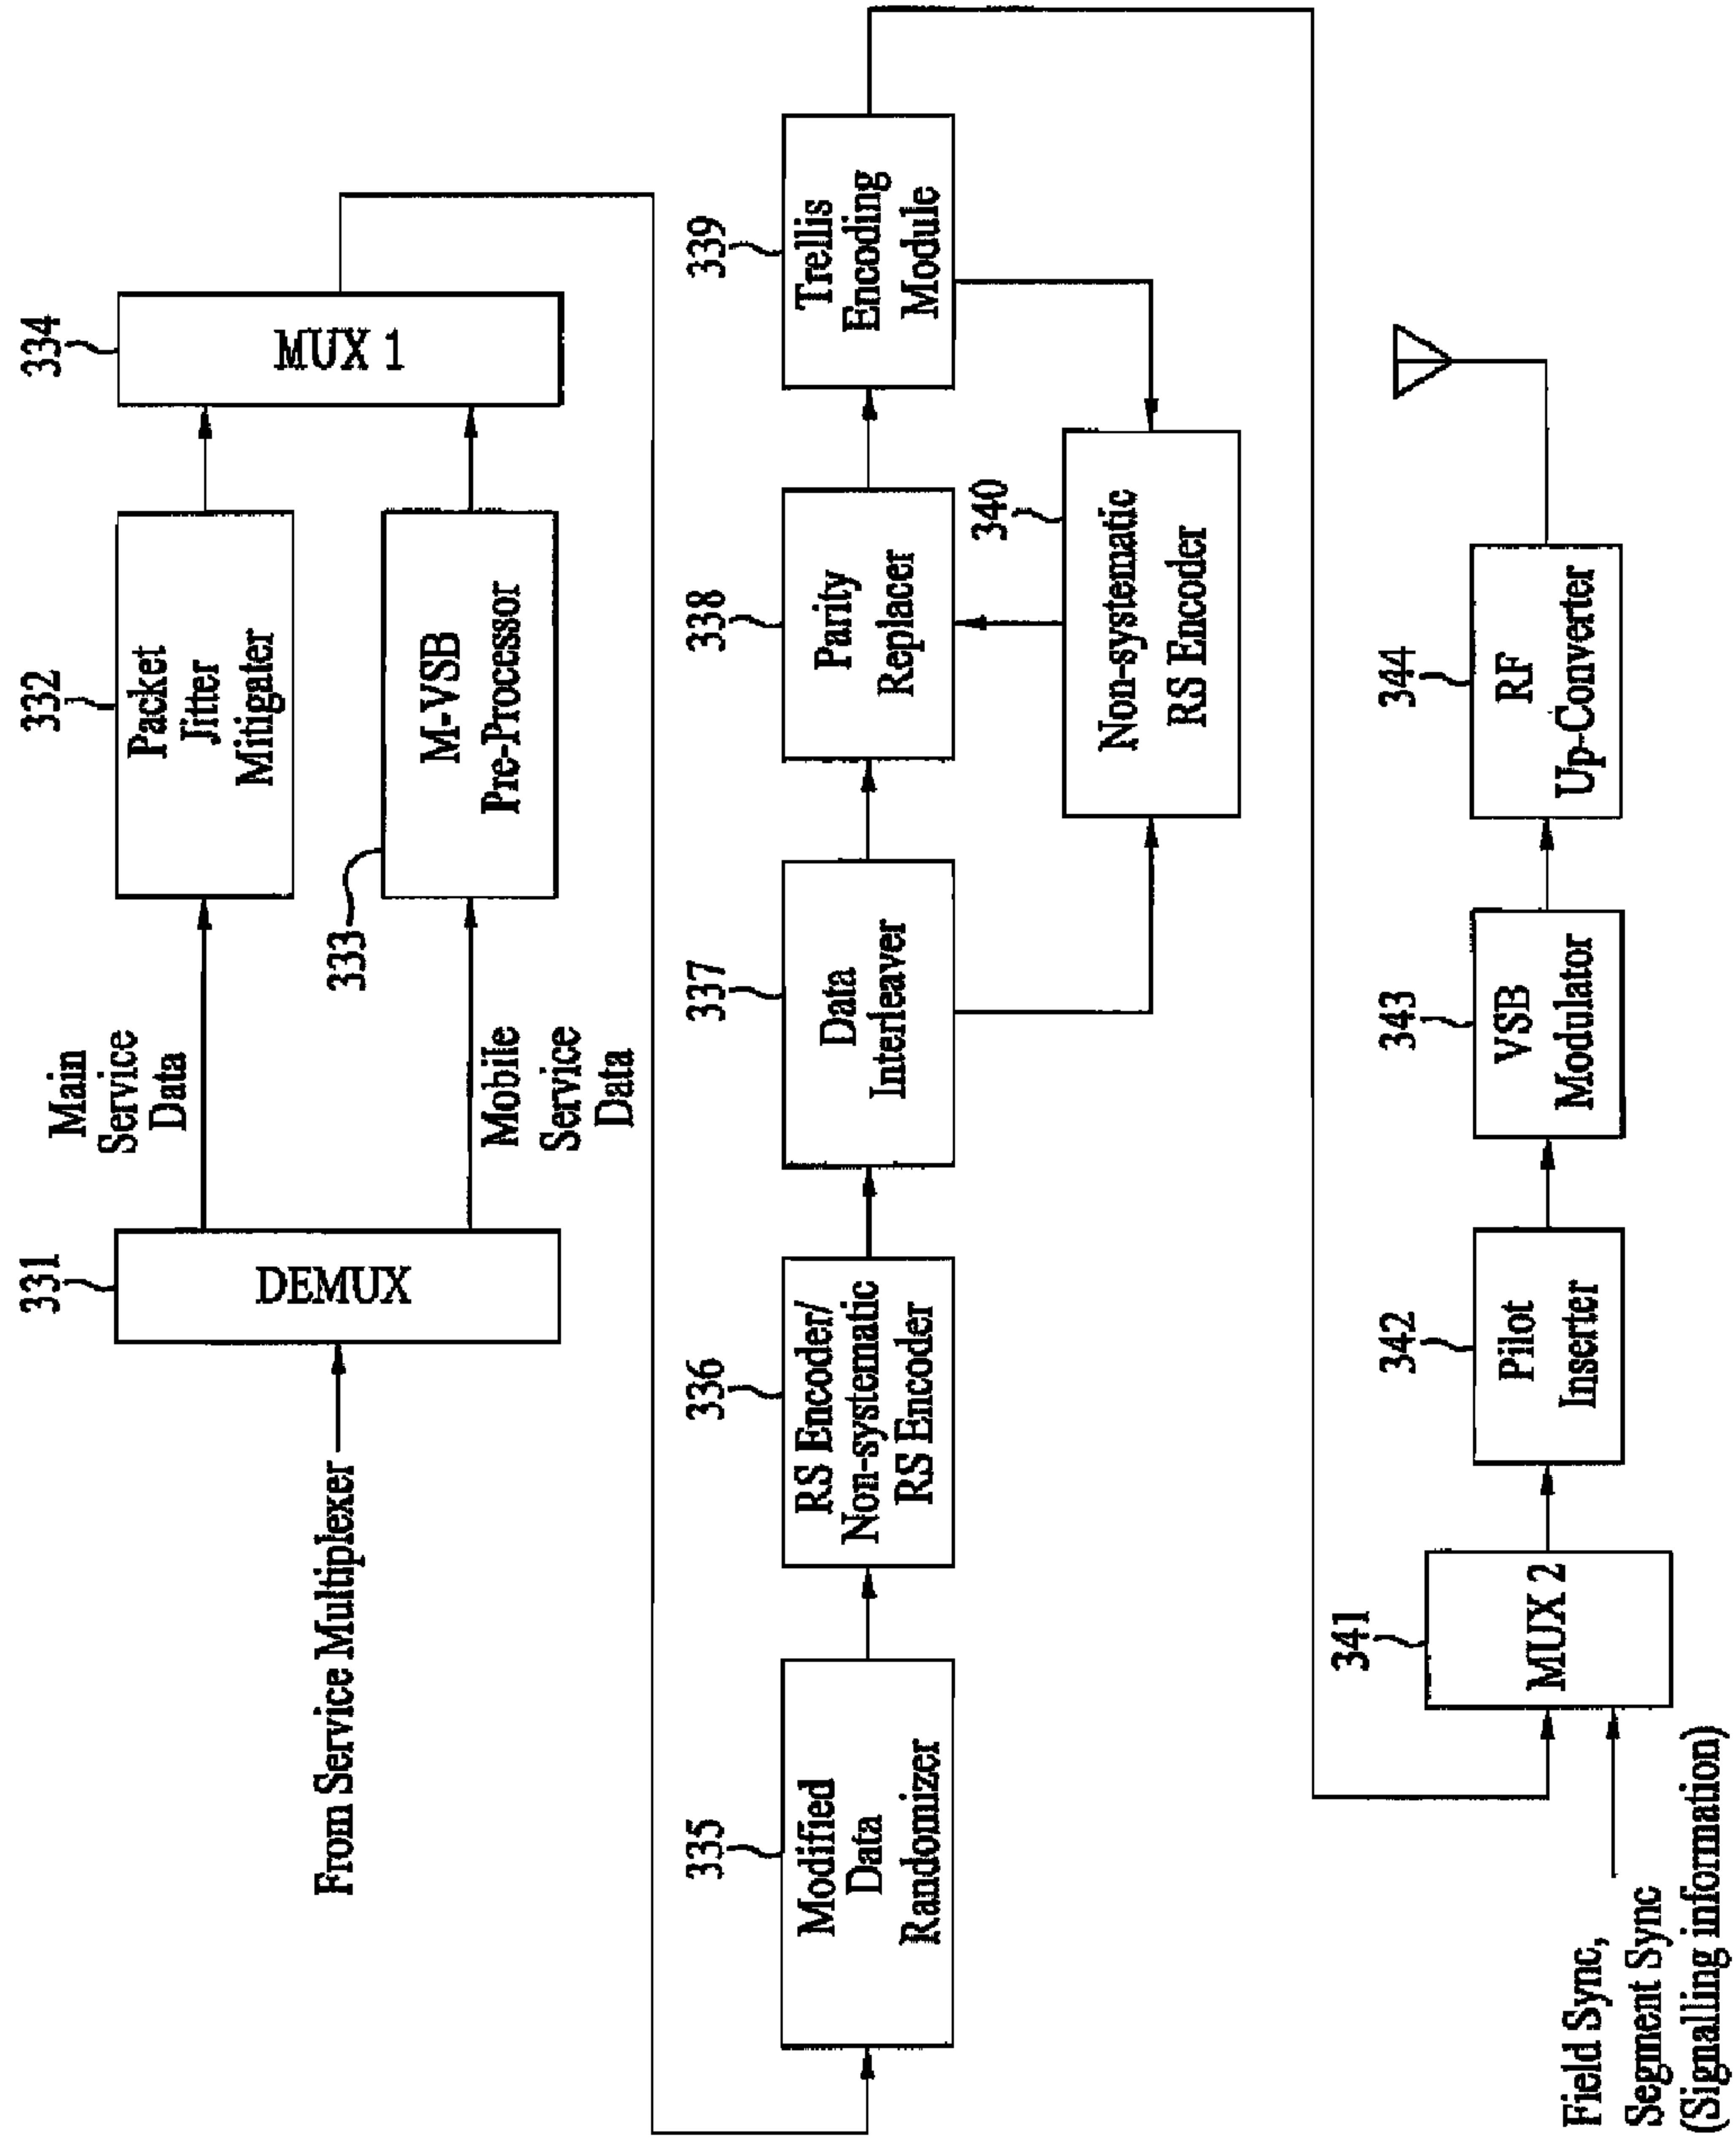 From Service Multiplexer
331
DEMUX
Main
Service
Data
Mobile
Service
Data
332
Packet
Jitter
Mitigater
333
M-VSB
Pre-Processor
334
MUX 1
335
Modified
Data
Randomizer
336
RS Encoder/
Non-systematic
RS Encoder
337
Data
Interleaver
338
Parity
Replacer
339
Trellis
Encoding
Module
340
Non-systematic
RS Encoder
Field Sync,
Segment Sync
(Signalling information)
341
MUX 2
342
Pilot
Inserter
343
VSB
Modulator
344
RF
Up-Converter